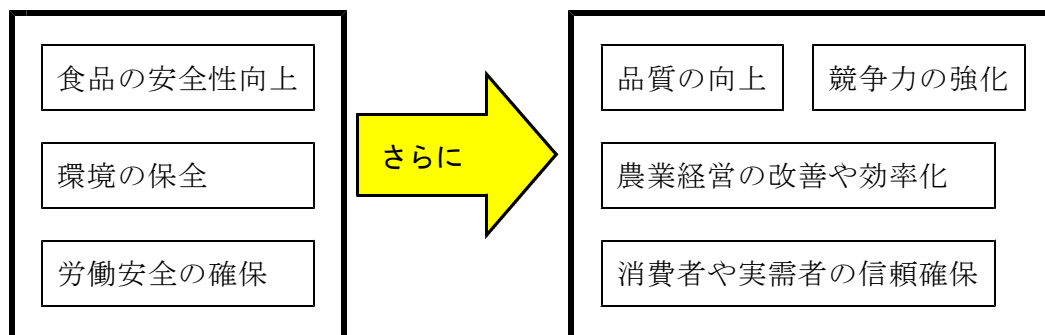 食品の安全性向上
環境の保全
労働安全の確保
さらに
品質の向上
競争力の強化
農業経営の改善や効率化
消費者や実需者の信頼確保